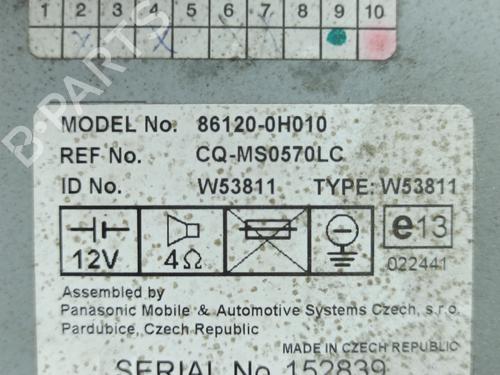 1 2 3 4 5 6 7 8 9 10
B-PARTS
MODEL No. 86120-0H010
REF No. CQ-MS0570LC
ID No. W53811 TYPE: W53811
12V 4Ω e13
022441
Assembled by
Panasonic Mobile & Automotive Systems Czech, s.r.o.
Pardubice, Czech Republic
MADE IN CZECH REPUBLIC
SERIAL No. 152839